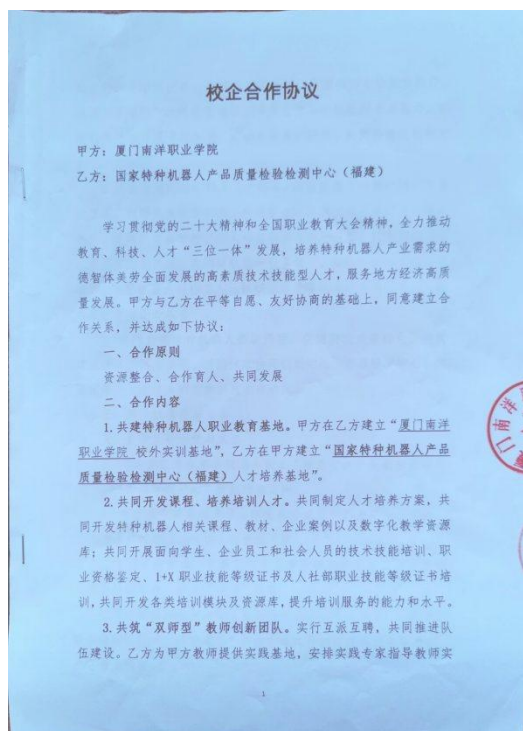 校企合作协议
甲方：厦门南洋职业学院
乙方：国家特种机器人产品质量检验检测中心（福建）
学习贯彻党的二十大精神和全国职业教育大会精神，全力推动
教育、科技、人才“三位一体”发展，培养特种机器人产业需求的
德智体美劳全面发展的高素质技术技能型人才，服务地方经济高质
量发展。甲方与乙方在平等自愿、友好协商的基础上，同意建立合
作关系，并达成如下协议：
一、合作原则
资源整合、合作育人、共同发展
二、合作内容
1.共建特种机器人职业教育基地。甲方在乙方建立“厦门南洋
职业学院 校外实训基地”，乙方在甲方建立“国家特种机器人产品
质量检验检测中心（福建）人才培养基地”。
2.共同开发课程、培养培训人才。共同制定人才培养方案，共
同开发特种机器人相关课程、教材、企业案例以及数字化教学资源
库；共同开展面向学生、企业员工和社会人员的技术技能培训、职
业资格鉴定、1+X 职业技能等级证书及人社部职业技能等级证书培
训，共同开发各类培训模块及资源库，提升培训服务的能力和水平。
3.共筑“双师型”教师创新团队。实行互派互聘，共同推进队
伍建设。乙方为甲方教师提供实践基地，安排实践专家指导教师实
1
门南洋